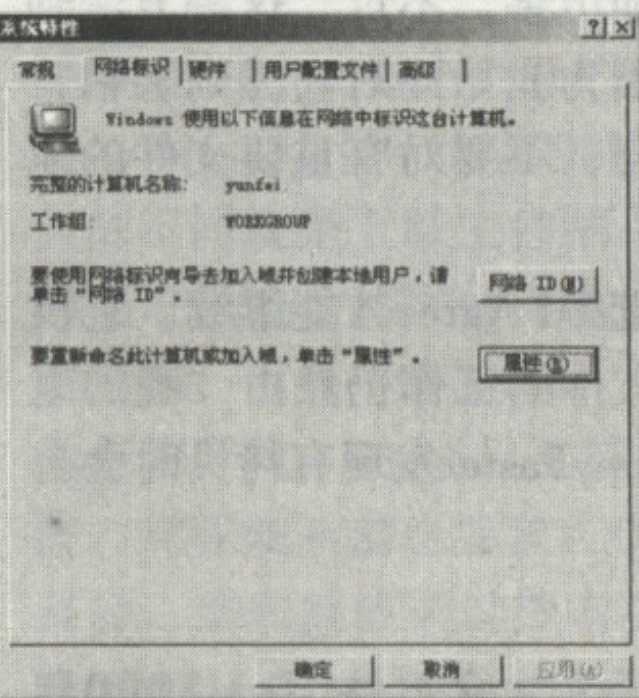 系统特性
常规 网络标识 硬件 用户配置文件 高级
Windows 使用以下信息在网络中标识这台计算机。
完整的计算机名称: yunfei.
工作组: WORKGROUP
要使用网络标识向导去加入域并创建本地用户，请
单击“网络 ID”。
网络 ID(N)
要重新命名此计算机或加入域，单击“属性”。
属性(R)
确定 取消 应用(A)